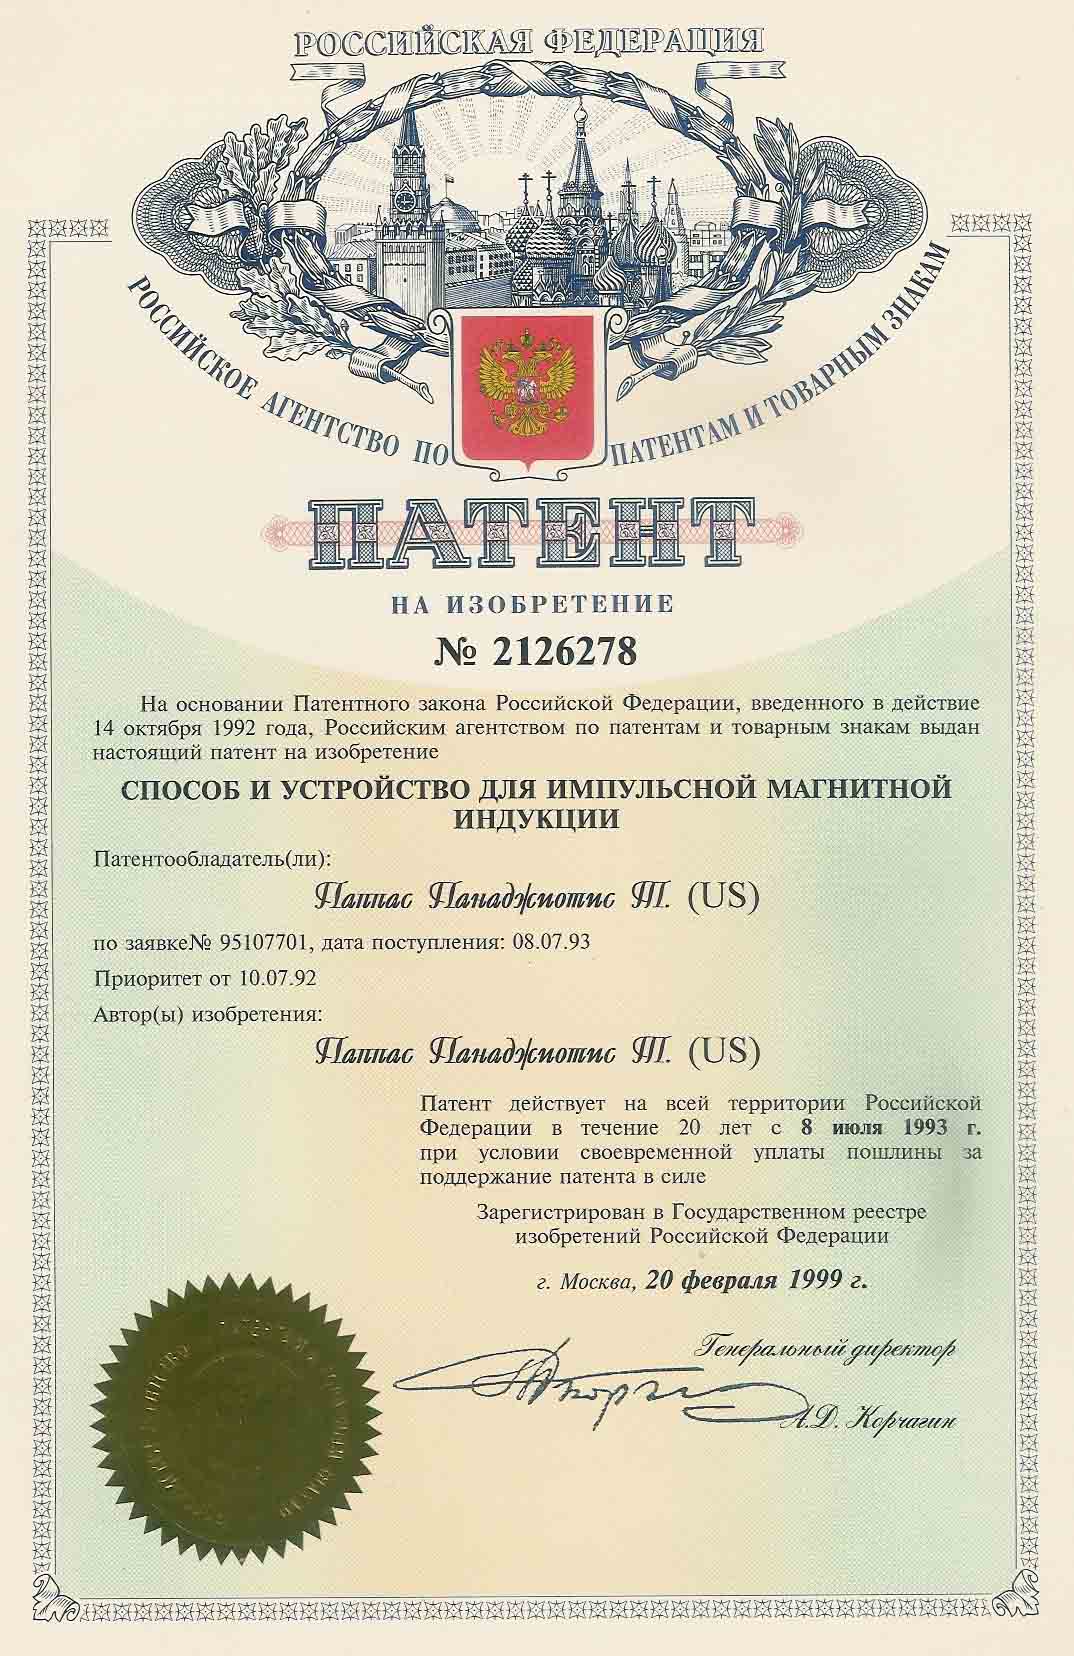 РОССИЙСКАЯ ФЕДЕРАЦИЯ
РОССИЙСКОЕ АГЕНТСТВО ПО ПАТЕНТАМ И ТОВАРНЫМ ЗНАКАМ
ПАТЕНТ
НА ИЗОБРЕТЕНИЕ
№ 2126278
На основании Патентного закона Российской Федерации, введенного в действие
14 октября 1992 года, Российским агентством по патентам и товарным знакам выдан
настоящий патент на изобретение
СПОСОБ И УСТРОЙСТВО ДЛЯ ИМПУЛЬСНОЙ МАГНИТНОЙ
ИНДУКЦИИ
Патентообладатель(ли):
Паппас Панаджиотис Т. (US)
по заявке№ 95107701, дата поступления: 08.07.93
Приоритет от 10.07.92
Автор(ы) изобретения:
Паппас Панаджиотис Т. (US)
Патент действует на всей территории Российской
Федерации в течение 20 лет с 8 июля 1993 г.
при условии своевременной уплаты пошлины за
поддержание патента в силе
Зарегистрирован в Государственном реестре
изобретений Российской Федерации
г. Москва, 20 февраля 1999 г.
Генеральный директор
А.Д. Корчагин